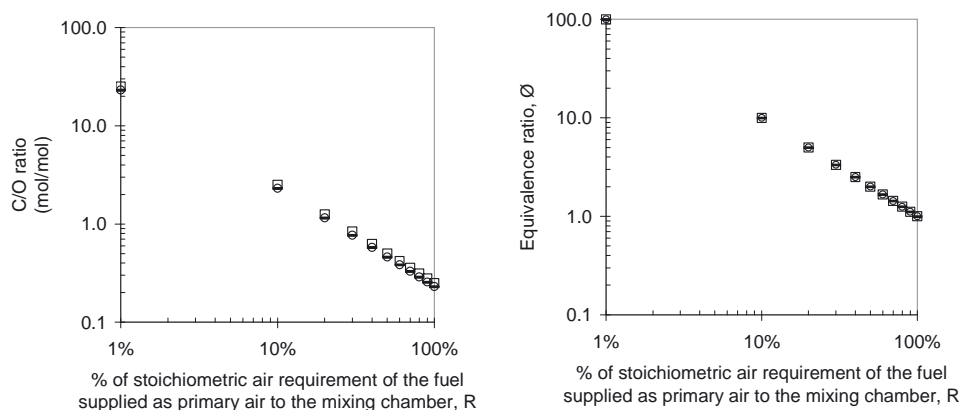 100.0
10.0
1.0
0.1
C/O ratio
(mol/mol)
1%
10%
100%
% of stoichiometric air requirement of the fuel
supplied as primary air to the mixing chamber, R
100.0
10.0
1.0
0.1
Equivalence ratio, Ø
1%
10%
100%
% of stoichiometric air requirement of the fuel
supplied as primary air to the mixing chamber, R